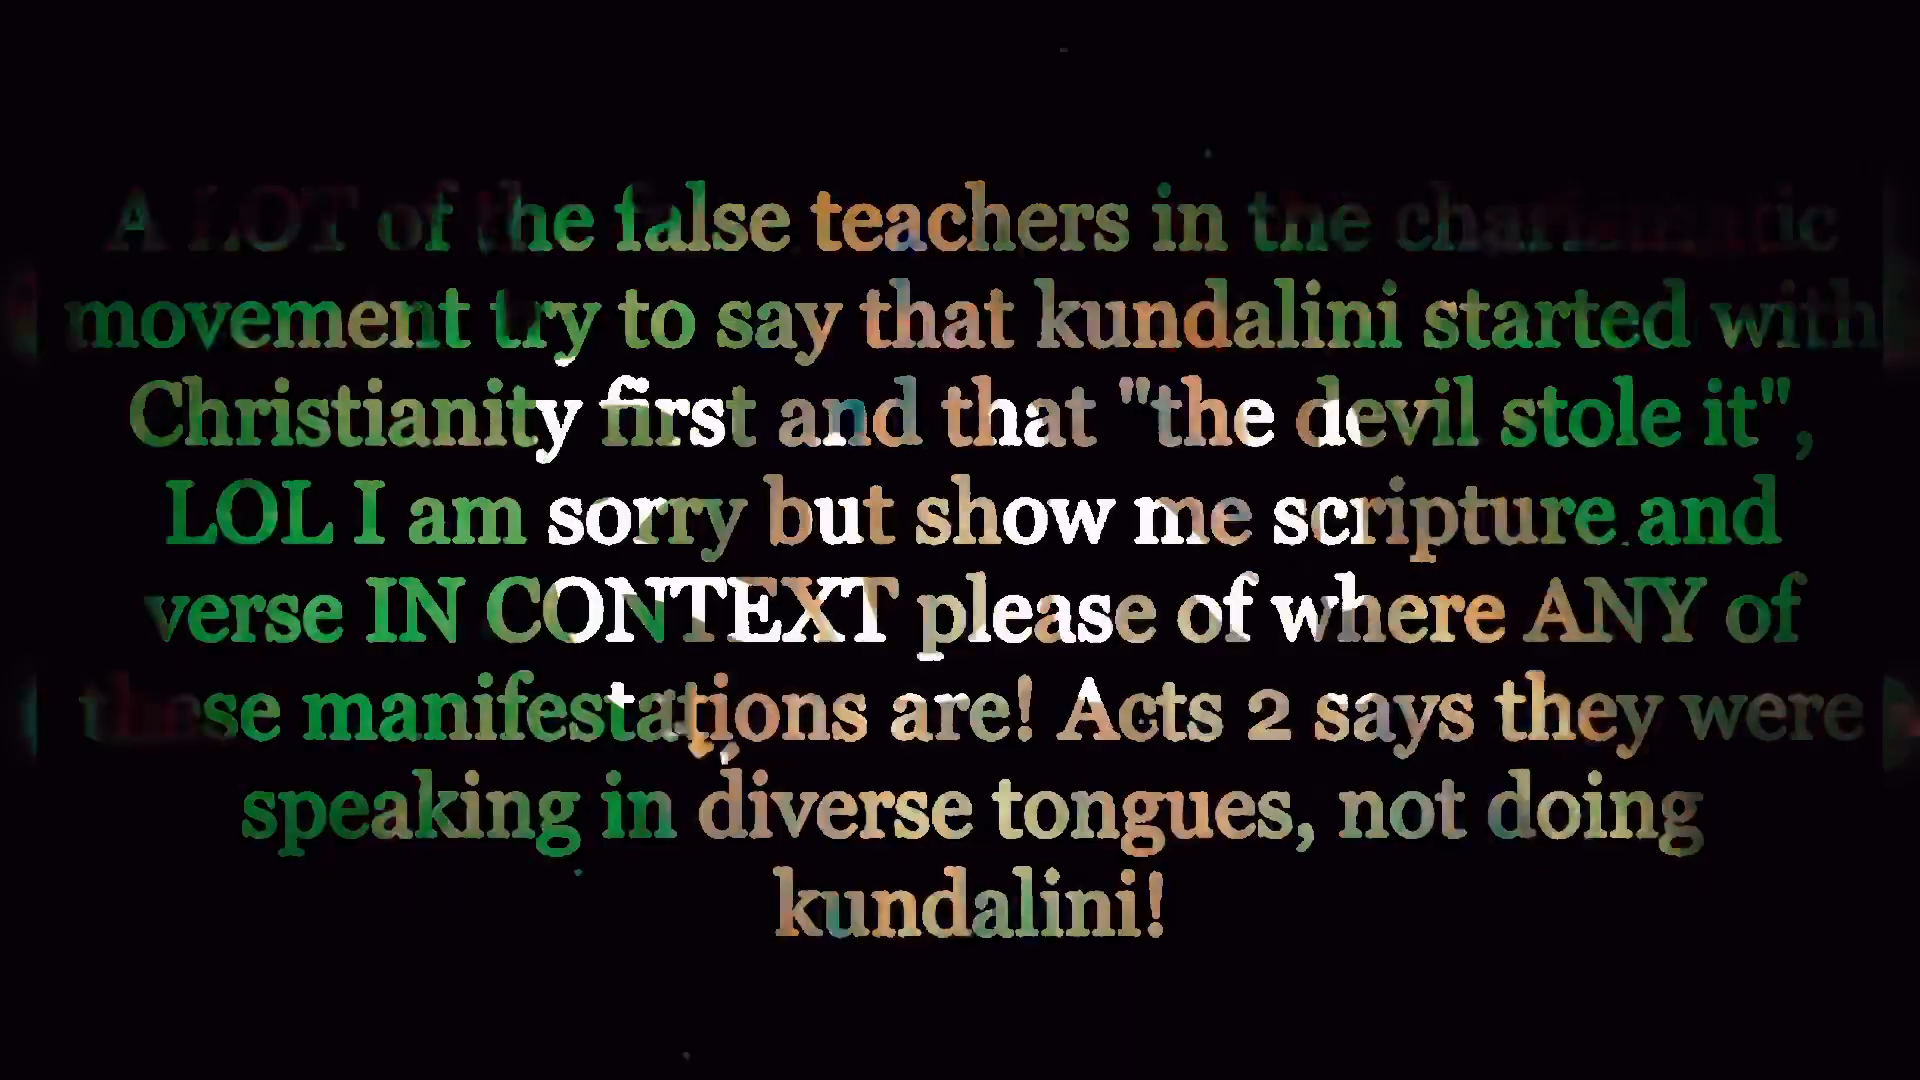 A LOT of the false teachers in the charismatic
movement try to say that kundalini started with
Christianity first and that "the devil stole it",
LOL I am sorry but show me scripture and
verse IN CONTEXT please of where ANY of
these manifestations are! Acts 2 says they were
speaking in diverse tongues, not doing
kundalini!